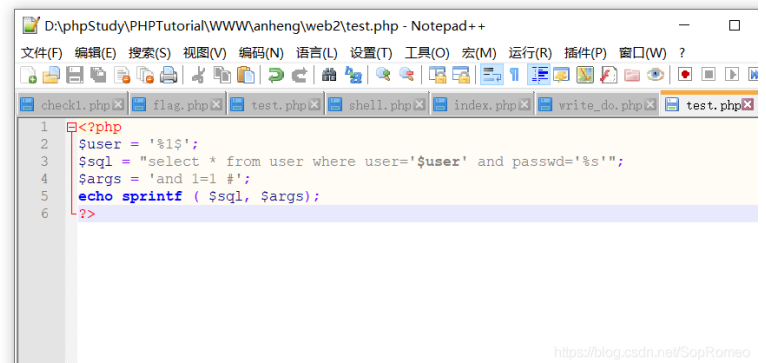 D:\phpStudy\PHPTutorial\WWW\anheng\web2\test.php - Notepad++
文件(F) 编辑(E) 搜索(S) 视图(V) 编码(N) 语言(L) 设置(T) 工具(O) 宏(M) 运行(R) 插件(P) 窗口(W) ?
check1.php flag.php test.php shell.php index.php write_do.php test.php
1 <?php
2 $user = '%1$';
3 $sql = "select * from user where user='$user' and passwd='%s'";
4 $args = 'and 1=1 #';
5 echo sprintf ( $sql, $args);
6 ?>
https://blog.csdn.net/SopRomeo